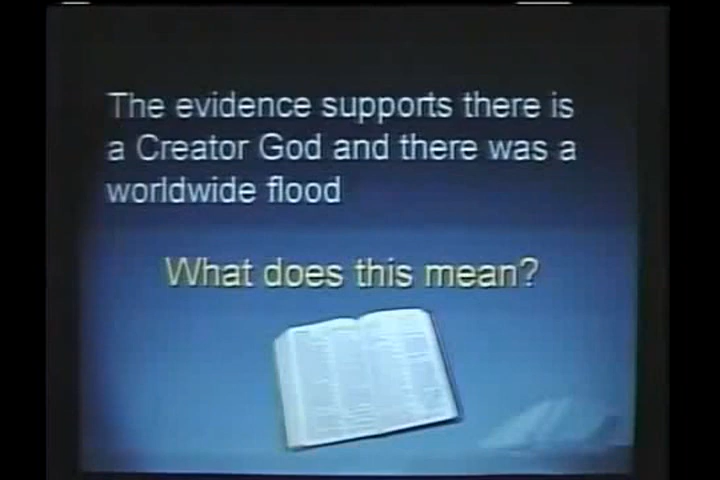 The evidence supports there is
a Creator God and there was a
worldwide flood
What does this mean?